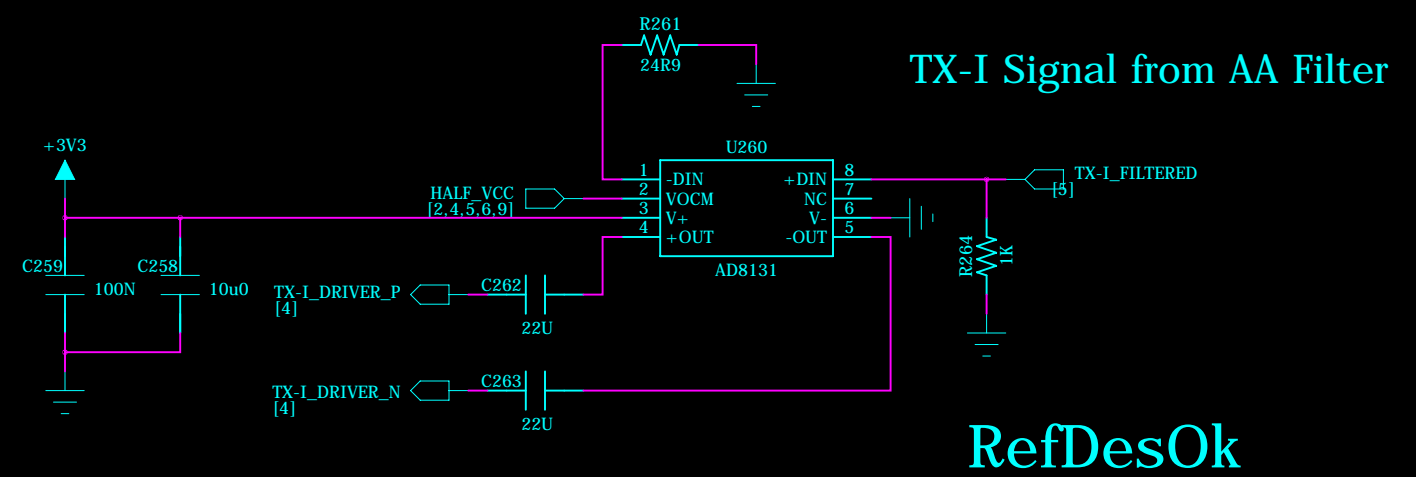 R261
24R9
TX-I Signal from AA Filter
+3V3
U260
1 -DIN
2 VOCM
3 V+
4 +OUT
+DIN 8
NC 7
V- 6
-OUT 5
AD8131
HALF_VCC
[2,4,5,6,9]
TX-I_FILTERED
[5]
R264
1K
C259
100N
C258
10u0
TX-I_DRIVER_P
[4]
C262
22U
TX-I_DRIVER_N
[4]
C263
22U
RefDesOk